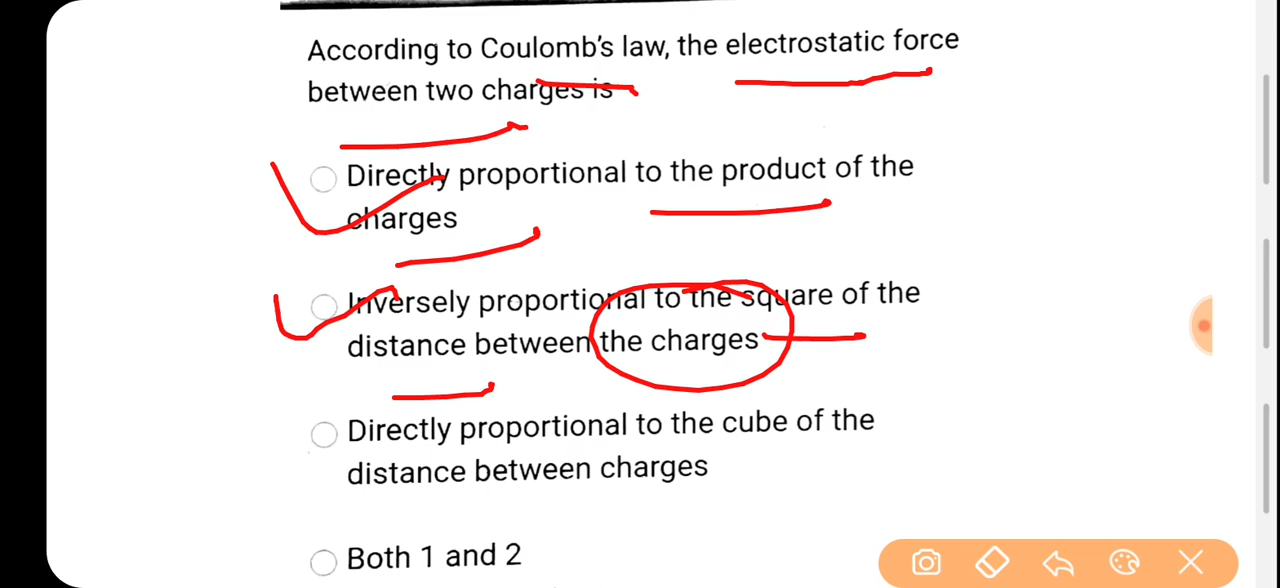 According to Coulomb's law, the electrostatic force
between two charges is
Directly proportional to the product of the
charges
Inversely proportional to the square of the
distance between the charges
Directly proportional to the cube of the
distance between charges
Both 1 and 2